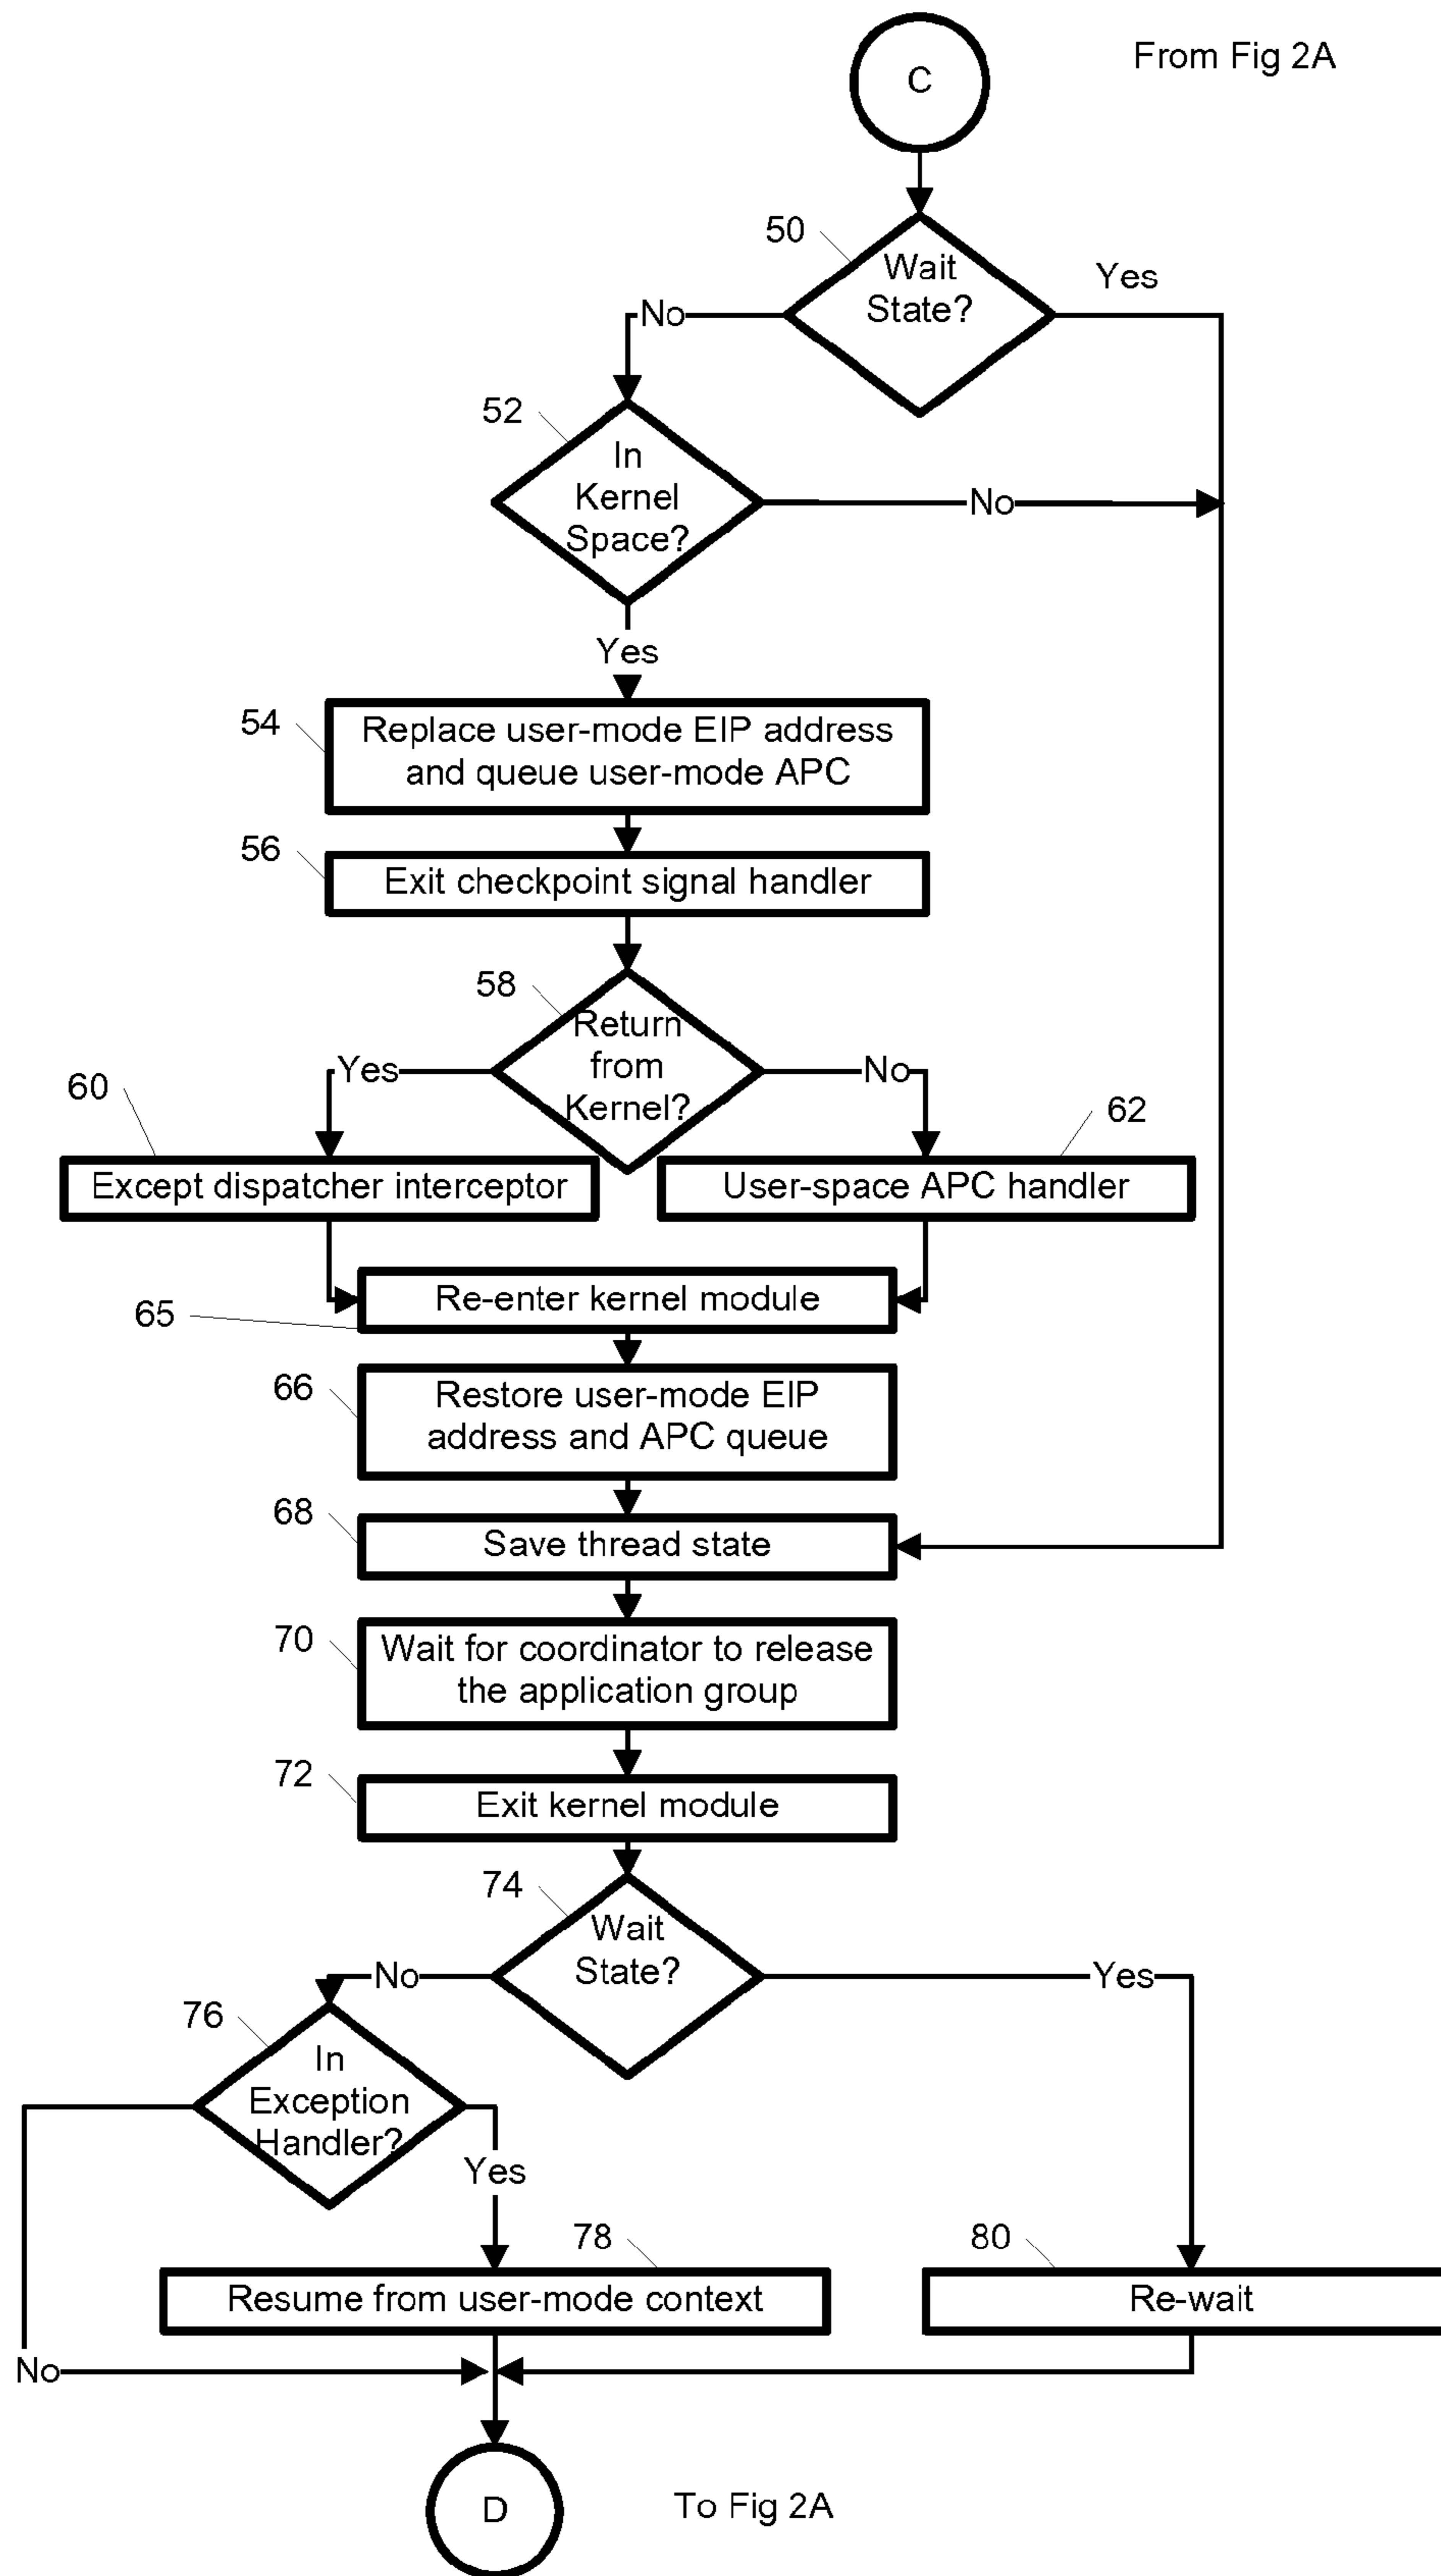 From Fig 2A
C
50
Wait
State?
Yes
No
52
In
Kernel
Space?
No
Yes
54
Replace user-mode EIP address
and queue user-mode APC
56
Exit checkpoint signal handler
58
Return
from
Kernel?
Yes
No
60
62
Except dispatcher interceptor
User-space APC handler
Re-enter kernel module
65
66
Restore user-mode EIP
address and APC queue
68
Save thread state
70
Wait for coordinator to release
the application group
72
Exit kernel module
74
Wait
State?
No
Yes
76
In
Exception
Handler?
Yes
78
80
Resume from user-mode context
Re-wait
No
D
To Fig 2A